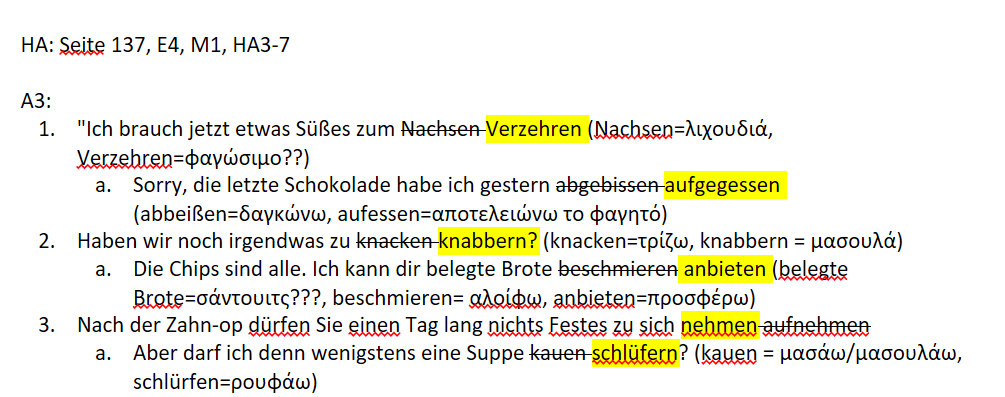 HA: Seite 137, E4, M1, HA3-7
A3:
1. "Ich brauch jetzt etwas Süßes zum Nachsen Verzehren (Nachsen=λιχουδιά,
Verzehren=φαγώσιμο??)
a. Sorry, die letzte Schokolade habe ich gestern abgebissen aufgegessen
(abbeißen=δαγκώνω, aufessen=αποτελειώνω το φαγητό)
2. Haben wir noch irgendwas zu knacken knabbern? (knacken=τρίζω, knabbern = μασουλά)
a. Die Chips sind alle. Ich kann dir belegte Brote beschmieren anbieten (belegte
Brote=σάντουιτς???, beschmieren= αλοίφω, anbieten=προσφέρω)
3. Nach der Zahn-op dürfen Sie einen Tag lang nichts Festes zu sich nehmen aufnehmen
a. Aber darf ich denn wenigstens eine Suppe kauen schlüfern? (kauen = μασάω/μασουλάω,
schlürfen=ρουφάω)